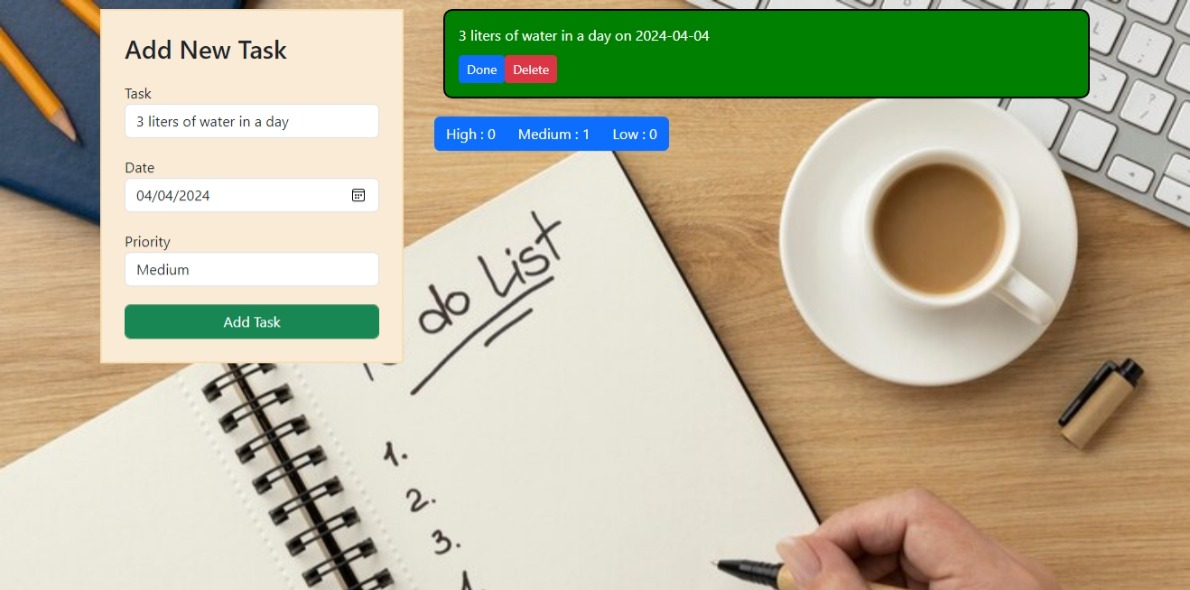 Add New Task
Task
3 liters of water in a day
Date
04/04/2024
Priority
Medium
Add Task
3 liters of water in a day on 2024-04-04
Done Delete
High : 0 Medium : 1 Low : 0
do List
1.
2.
3.